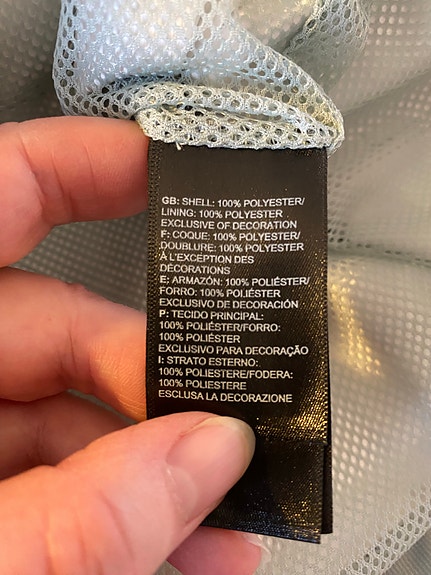 GB: SHELL: 100% POLYESTER/
LINING: 100% POLYESTER
EXCLUSIVE OF DECORATION
F: COQUE: 100% POLYESTER/
DOUBLURE: 100% POLYESTER
À L'EXCEPTION DES
DÉCORATIONS
E: ARMAZÓN: 100% POLIÉSTER/
FORRO: 100% POLIÉSTER
EXCLUSIVO DE DECORACIÓN
P: TECIDO PRINCIPAL:
100% POLIÉSTER/FORRO:
100% POLIÉSTER
EXCLUSIVO PARA DECORAÇÃO
I: STRATO ESTERNO:
100% POLIESTERE/FODERA:
100% POLIESTERE
ESCLUSA LA DECORAZIONE